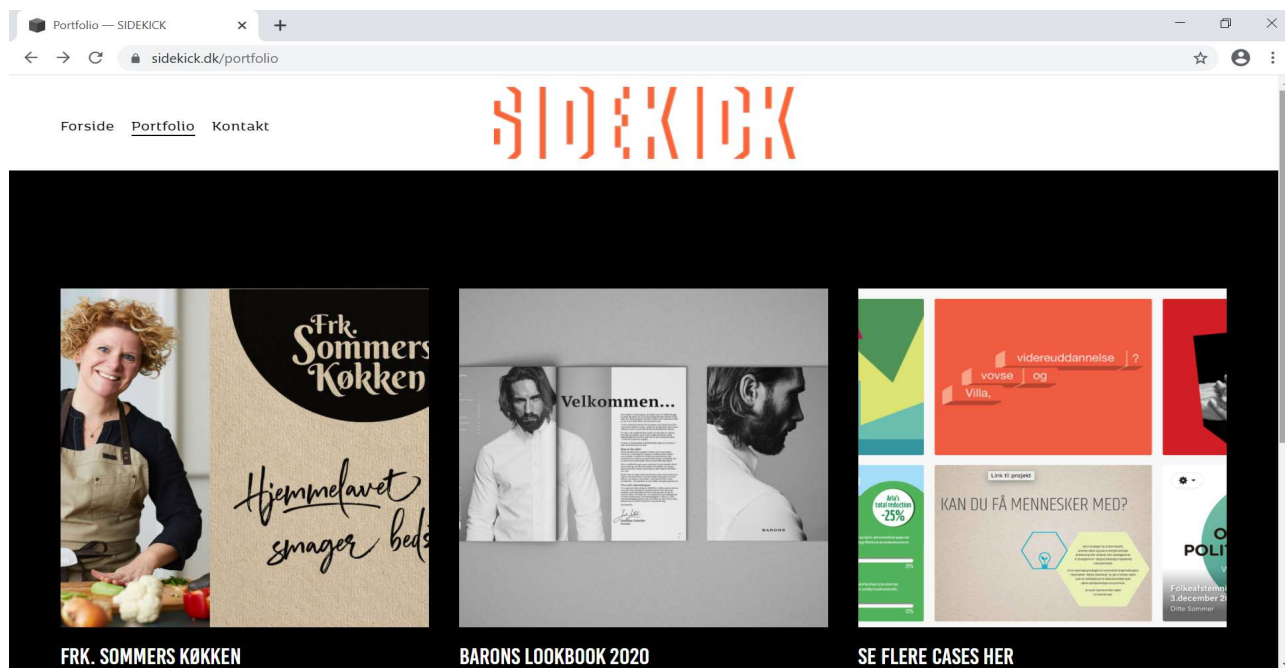 Portfolio — SIDEKICK
sidekick.dk/portfolio
Forside Portfolio Kontakt
SIDEKICK
Frk.
Sommers
Køkken
Hjemmelavet
smager
Velkommen...
BARONS
videreuddannelse ?
vovse og
Villa,
Link til projekt
Arla's
total reduction
-25%
KAN DU FÅ MENNESKER MED?
POLI
Folkeafstemni
3.december 2
Ditte Sommer
FRK. SOMMERS KØKKEN
BARONS LOOKBOOK 2020
SE FLERE CASES HER